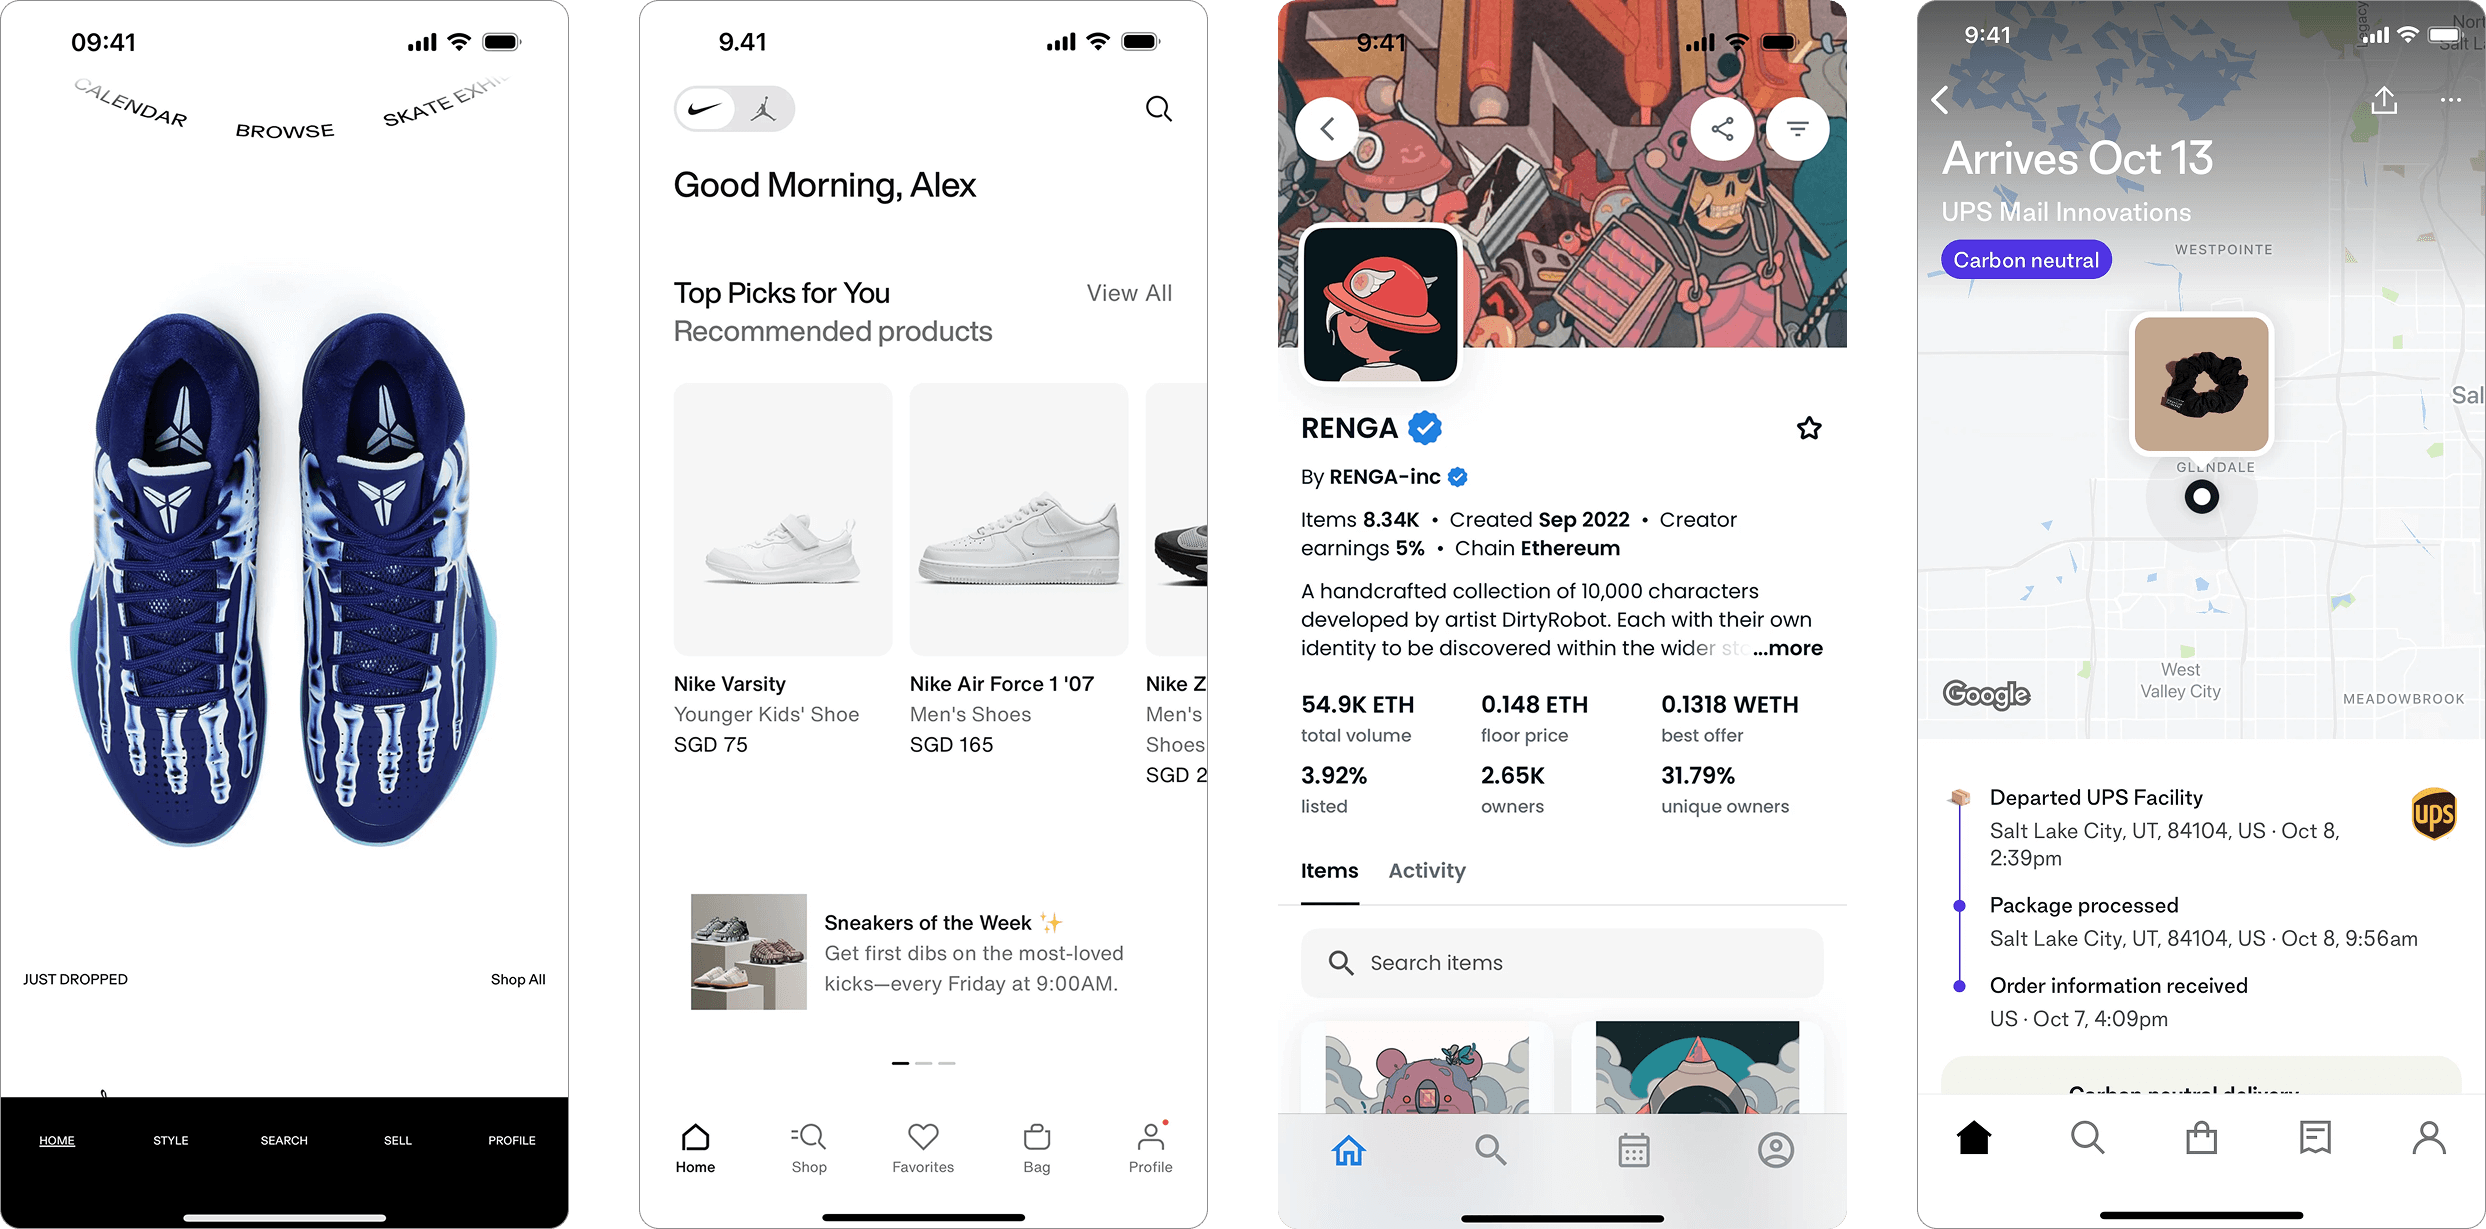 09:41
CALENDAR
BROWSE
SKATE EXHI
JUST DROPPED
Shop All
HOME
STYLE
SEARCH
SELL
PROFILE
9.41
Good Morning, Alex
Top Picks for You
View All
Recommended products
Nike Varsity
Younger Kids' Shoe
SGD 75
Nike Air Force 1 '07
Men's Shoes
SGD 165
Nike Z
Men's
Shoes
SGD 2
Sneakers of the Week ✨
Get first dibs on the most-loved
kicks—every Friday at 9:00AM.
Home
Shop
Favorites
Bag
Profile
9:41
RENGA
By RENGA-inc
Items 8.34K • Created Sep 2022 • Creator
earnings 5% • Chain Ethereum
A handcrafted collection of 10,000 characters
developed by artist DirtyRobot. Each with their own
identity to be discovered within the wider sto ...more
54.9K ETH
total volume
0.148 ETH
floor price
0.1318 WETH
best offer
3.92%
listed
2.65K
owners
31.79%
unique owners
Items
Activity
Search items
9:41
Legacy
Nort
Salt L
Arrives Oct 13
UPS Mail Innovations
Carbon neutral
WESTPOINTE
Sal
GLENDALE
West
Valley City
MEADOWBROOK
Google
Departed UPS Facility
Salt Lake City, UT, 84104, US · Oct 8,
2:39pm
ups
Package processed
Salt Lake City, UT, 84104, US · Oct 8, 9:56am
Order information received
US · Oct 7, 4:09pm
Carbon neutral delivery